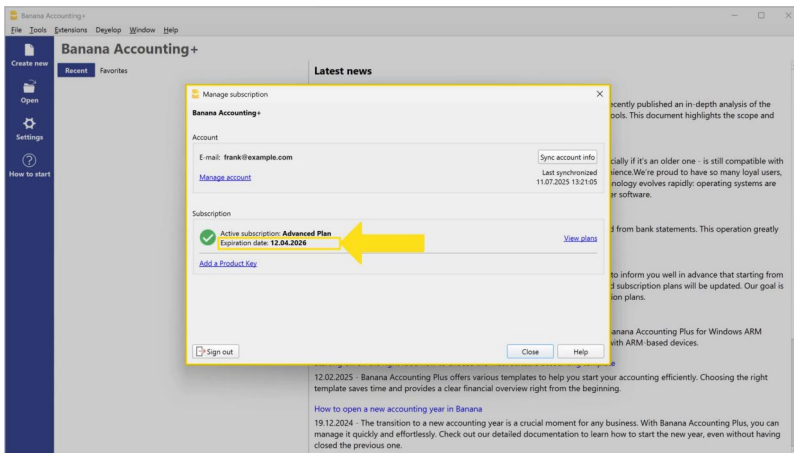 Banana Accounting+
File Tools Extensions Develop Window Help
Create new
Open
Settings
How to start
Banana Accounting+
Recent Favorites
Latest news
recently published an in-depth analysis of the
This document highlights the scope and
if it's an older one - is still compatible with
We're proud to have so many loyal users,
evolves rapidly: operating systems are
software.
from bank statements. This operation greatly
to inform you well in advance that starting from
subscription plans will be updated. Our goal is
plans.
Banana Accounting Plus for Windows ARM
with ARM-based devices.
12.02.2025 - Banana Accounting Plus offers various templates to help you start your accounting efficiently. Choosing the right
template saves time and provides a clear financial overview right from the beginning.
How to open a new accounting year in Banana
19.12.2024 - The transition to a new accounting year is a crucial moment for any business. With Banana Accounting Plus, you can
manage it quickly and effortlessly. Check out our detailed documentation to learn how to start the new year, even without having
closed the previous one.
Manage subscription
Banana Accounting+
Account
E-mail: frank@example.com
Sync account info
Manage account
Last synchronized
11.07.2025 13:21:05
Subscription
Active subscription: Advanced Plan
Expiration date: 12.04.2026
View plans
Add a Product Key
Sign out
Close
Help